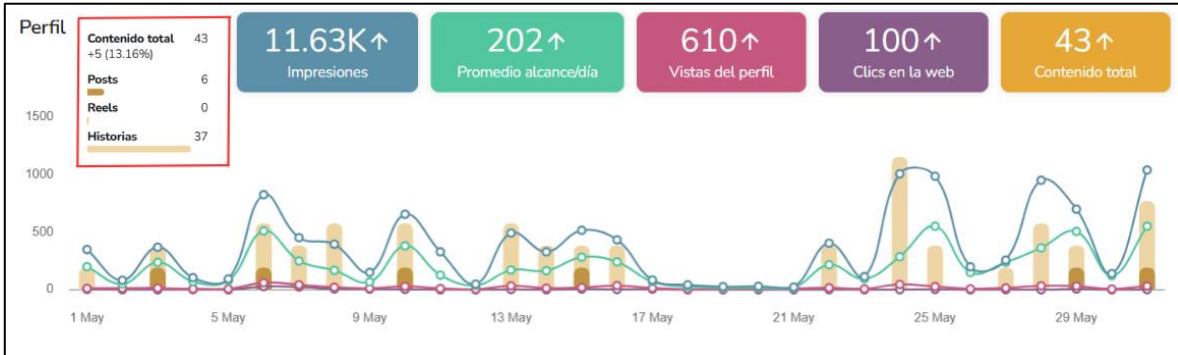 Perfil
Contenido total 43
+5 (13.16%)
Posts 6
Reels 0
Historias 37
11.63K↑
Impresiones
202↑
Promedio alcance/día
610↑
Vistas del perfil
100↑
Clics en la web
43↑
Contenido total
1500
1000
500
0
1 May 5 May 9 May 13 May 17 May 21 May 25 May 29 May